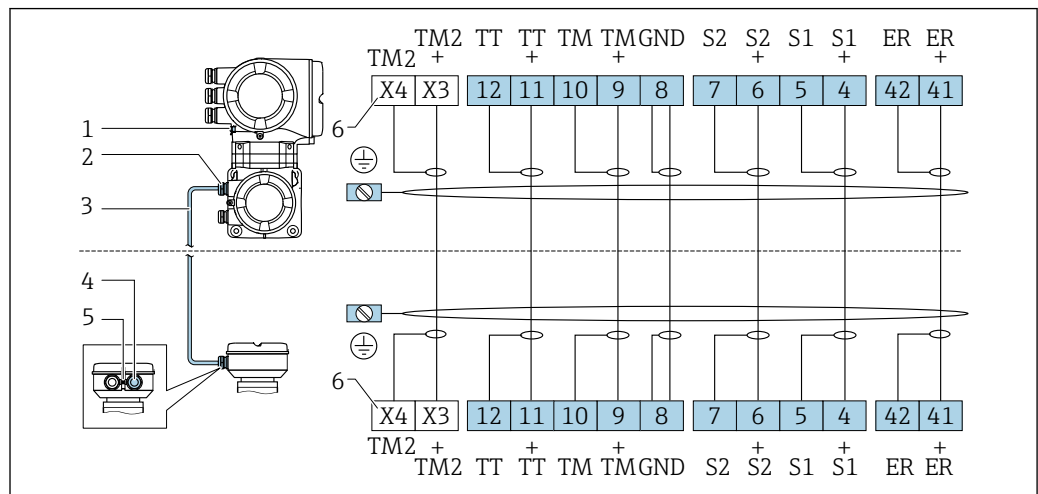 TM2 TT TT TM TM GND S2 S2 S1 S1 ER ER
TM2 + + + + + +
X4 X3 12 11 10 9 8 7 6 5 4 42 41
6
1
2
3
4
5
6
X4 X3 12 11 10 9 8 7 6 5 4 42 41
TM2 + + + + + +
TM2 TT TT TM TM GND S2 S2 S1 S1 ER ER